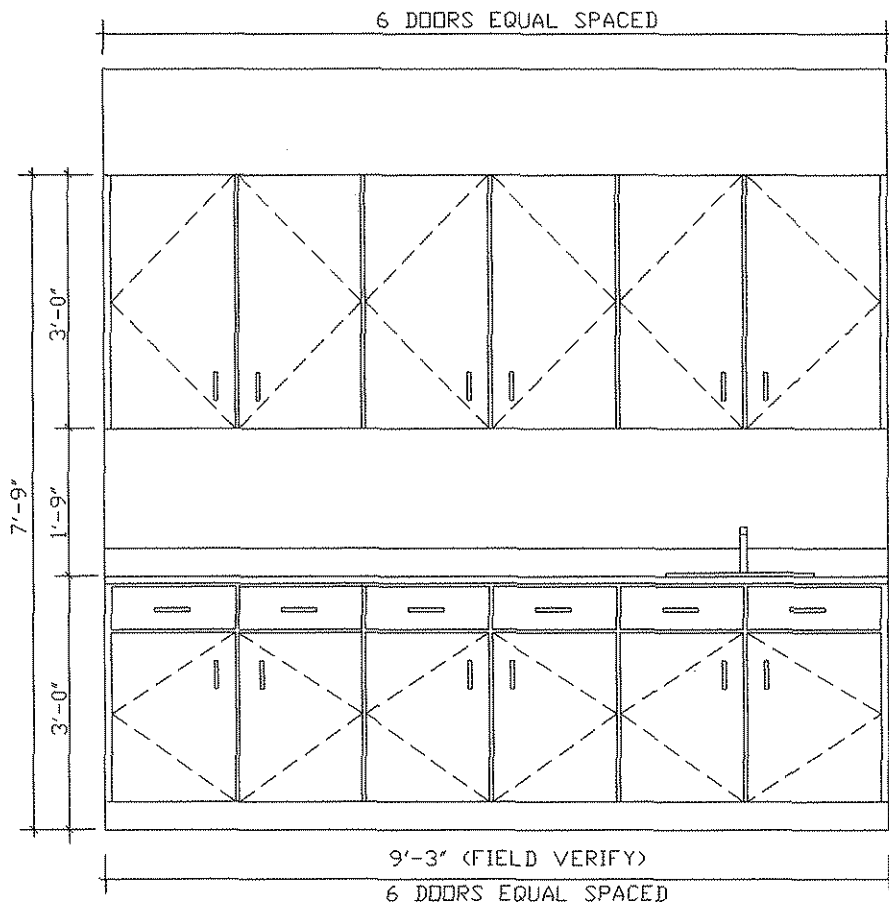 6 DOORS EQUAL SPACED
3'-0"
7'-9"
1'-9"
3'-0"
9'-3" (FIELD VERIFY)
6 DOORS EQUAL SPACED